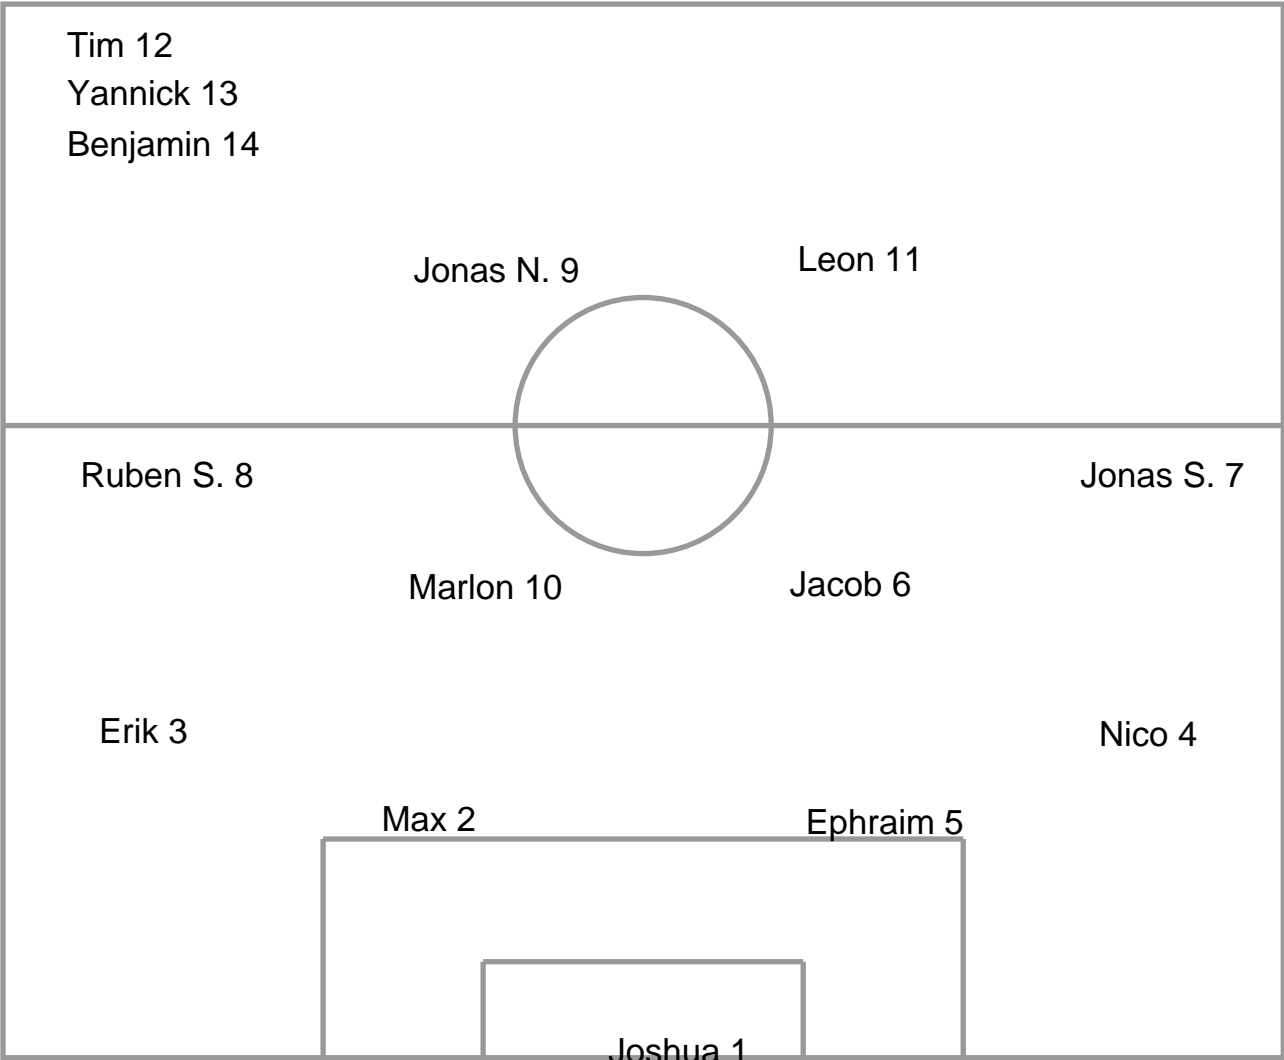 Tim 12
Yannick 13
Benjamin 14
Jonas N. 9
Leon 11
Ruben S. 8
Jonas S. 7
Marlon 10
Jacob 6
Erik 3
Nico 4
Max 2
Ephraim 5
Joshua 1